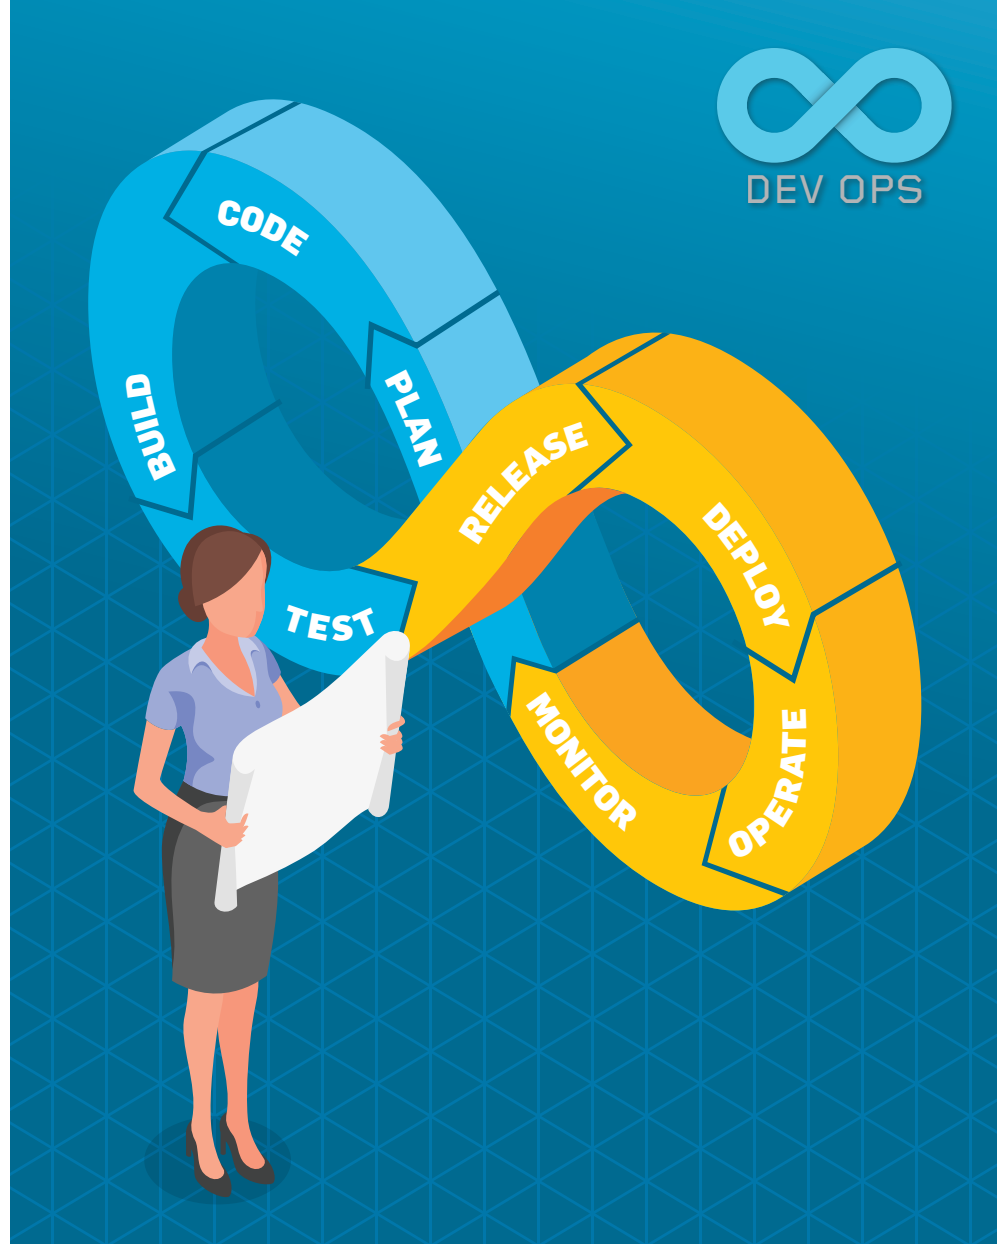 DEV OPS
CODE
PLAN
BUILD
RELEASE
TEST
DEPLOY
MONITOR
OPERATE